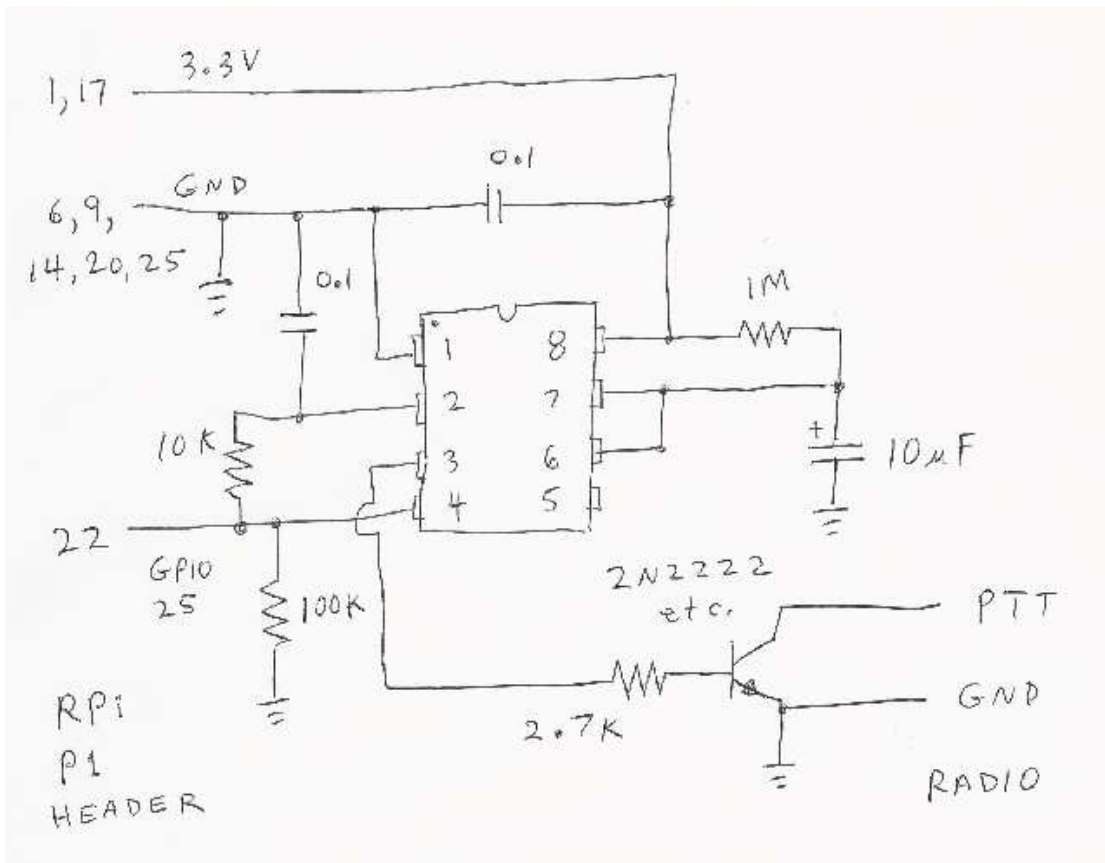 3.3V
1,17
0.1
GND
6,9,
14,20,25
0.1
1M
1 8
2 7
10K
3 6
+
10µF
4 5
22
GPIO
25
100K
2N2222
etc.
PTT
GND
2.7K
RPi
P1
HEADER
RADIO